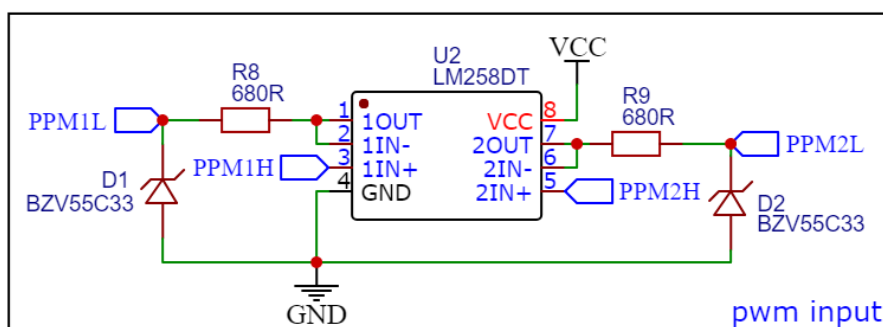 U2
LM258DT
VCC
R8
680R
R9
680R
PPM1L
1 1OUT
2 1IN-
PPM1H 3 1IN+
4 GND
VCC 8
2OUT 7
2IN- 6
2IN+ 5
PPM2L
PPM2H
D1
BZV55C33
D2
BZV55C33
GND
pwm input